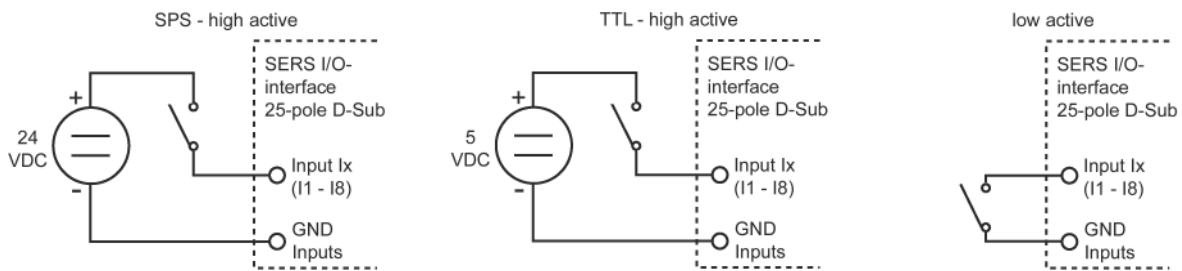 SPS - high active
SERS I/O-
interface
25-pole D-Sub
+
24
VDC
-
Input Ix
(I1 - I8)
GND
Inputs
TTL - high active
SERS I/O-
interface
25-pole D-Sub
+
5
VDC
-
Input Ix
(I1 - I8)
GND
Inputs
low active
SERS I/O-
interface
25-pole D-Sub
Input Ix
(I1 - I8)
GND
Inputs